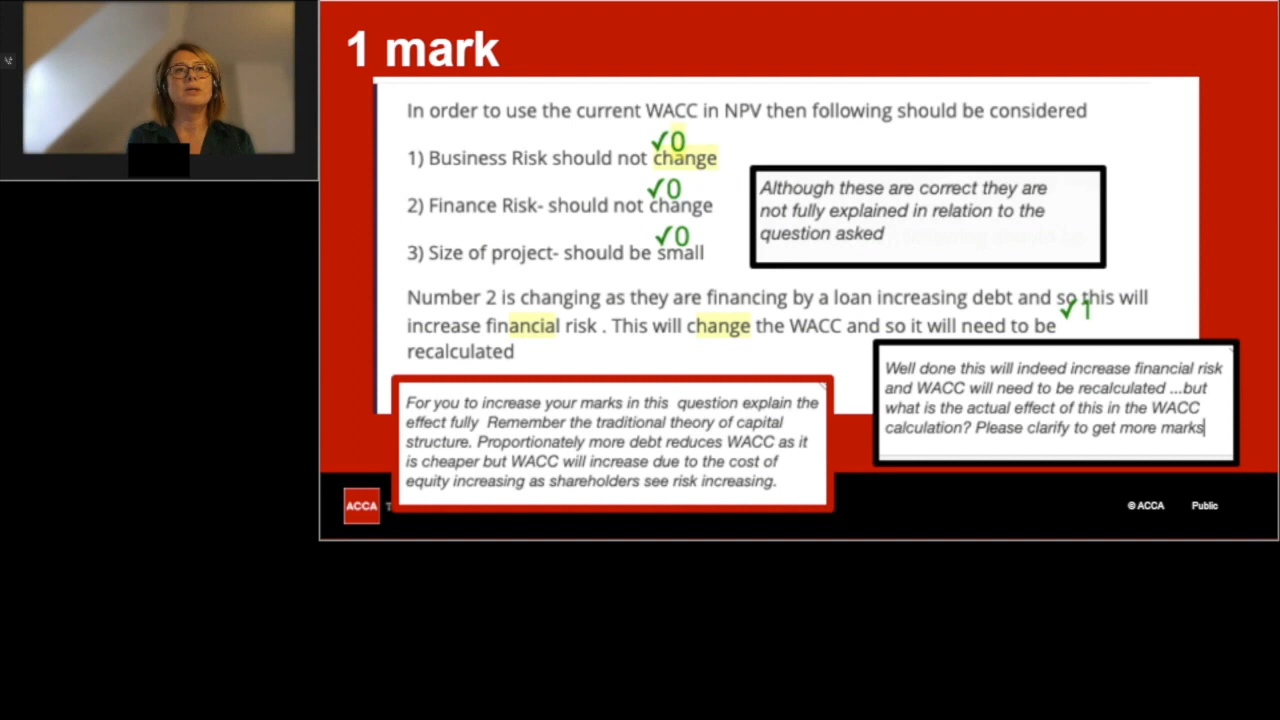 1 mark
In order to use the current WACC in NPV then following should be considered
✓0
1) Business Risk should not change
✓0
2) Finance Risk- should not change
✓0
3) Size of project- should be small
Although these are correct they are
not fully explained in relation to the
question asked
Number 2 is changing as they are financing by a loan increasing debt and so this will
✓1
increase financial risk . This will change the WACC and so it will need to be
recalculated
Well done this will indeed increase financial risk
and WACC will need to be recalculated ...but
what is the actual effect of this in the WACC
calculation? Please clarify to get more marks
For you to increase your marks in this question explain the
effect fully Remember the traditional theory of capital
structure. Proportionately more debt reduces WACC as it
is cheaper but WACC will increase due to the cost of
equity increasing as shareholders see risk increasing.
ACCA
© ACCA
Public